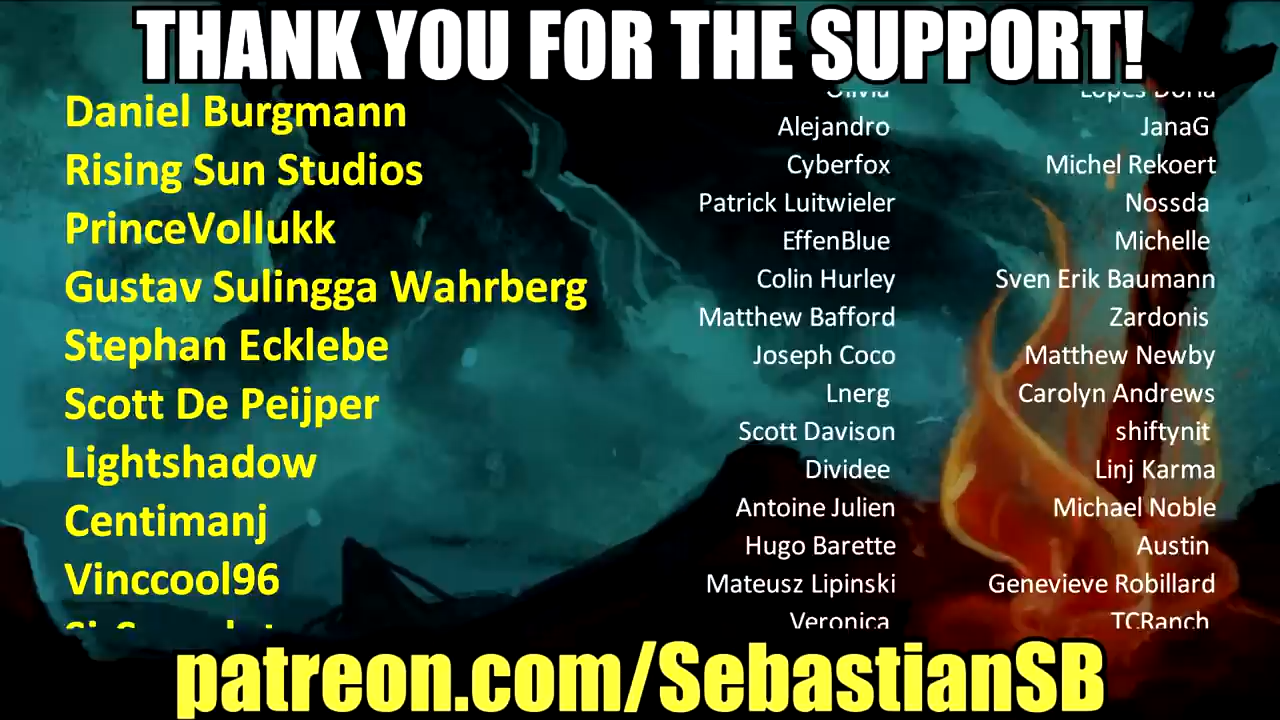 THANK YOU FOR THE SUPPORT!
Daniel Burgmann
Rising Sun Studios
PrinceVollukk
Gustav Sulingga Wahrberg
Stephan Ecklebe
Scott De Peijper
Lightshadow
Centimanj
Vinccool96
Olivia
Alejandro
Cyberfox
Patrick Luitwieler
EffenBlue
Colin Hurley
Matthew Bafford
Joseph Coco
Lnerg
Scott Davison
Dividee
Antoine Julien
Hugo Barette
Mateusz Lipinski
Veronica
Lopes Doria
JanaG
Michel Rekoert
Nossda
Michelle
Sven Erik Baumann
Zardonis
Matthew Newby
Carolyn Andrews
shiftynit
Linj Karma
Michael Noble
Austin
Genevieve Robillard
TCRanch
patreon.com/SebastianSB